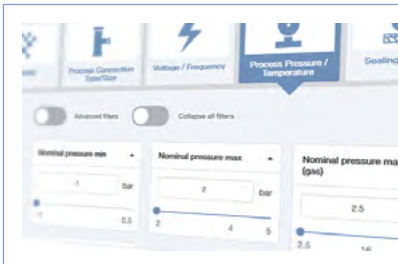 Process Connection
Type/Size
Voltage / Frequency
Process Pressure /
Temperature
Sealing
Advanced filters
Collapse all filters
Nominal pressure min
-1
bar
-1
0.5
Nominal pressure max
2
bar
2
4
5
Nominal pressure ma
(gas)
2.5
2.5
16